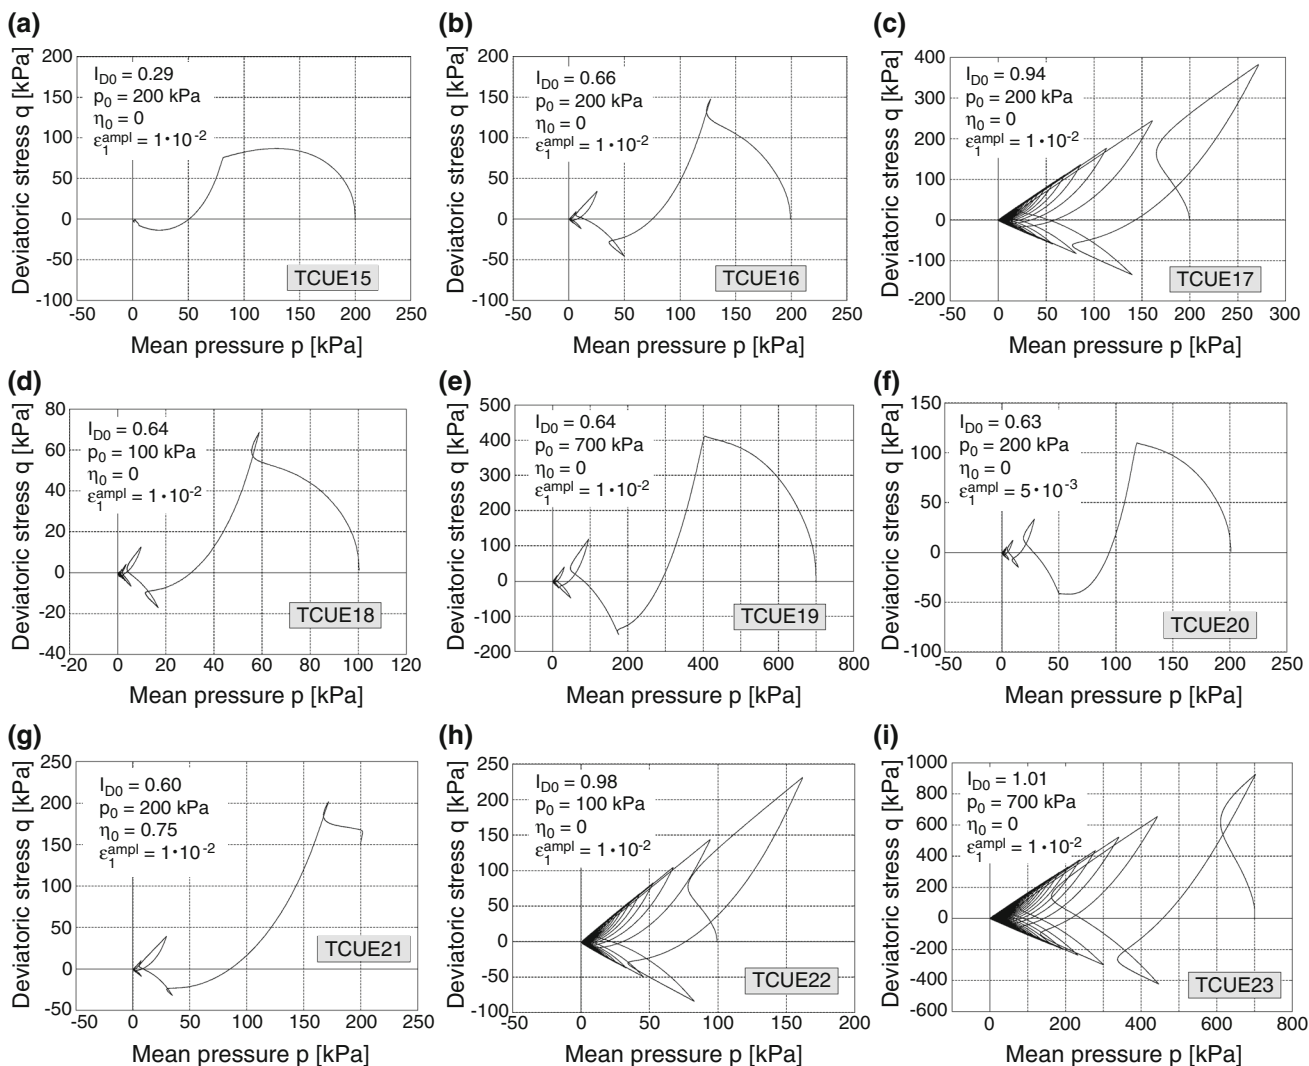 (a)
I_D0 = 0.29
p_0 = 200 kPa
η_0 = 0
ε_1^ampl = 1·10^-2
TCUE15
Deviatoric stress q [kPa]
200
150
100
50
0
-50
-100
-50 0 50 100 150 200 250
Mean pressure p [kPa]
(b)
I_D0 = 0.66
p_0 = 200 kPa
η_0 = 0
ε_1^ampl = 1·10^-2
TCUE16
Deviatoric stress q [kPa]
200
150
100
50
0
-50
-100
-50 0 50 100 150 200 250
Mean pressure p [kPa]
(c)
I_D0 = 0.94
p_0 = 200 kPa
η_0 = 0
ε_1^ampl = 1·10^-2
TCUE17
Deviatoric stress q [kPa]
400
300
200
100
0
-100
-200
-50 0 50 100 150 200 250 300
Mean pressure p [kPa]
(d)
I_D0 = 0.64
p_0 = 100 kPa
η_0 = 0
ε_1^ampl = 1·10^-2
TCUE18
Deviatoric stress q [kPa]
80
60
40
20
0
-20
-40
-20 0 20 40 60 80 100 120
Mean pressure p [kPa]
(e)
I_D0 = 0.64
p_0 = 700 kPa
η_0 = 0
ε_1^ampl = 1·10^-2
TCUE19
Deviatoric stress q [kPa]
500
400
300
200
100
0
-100
-200
0 200 400 600 800
Mean pressure p [kPa]
(f)
I_D0 = 0.63
p_0 = 200 kPa
η_0 = 0
ε_1^ampl = 5·10^-3
TCUE20
Deviatoric stress q [kPa]
150
100
50
0
-50
-100
-50 0 50 100 150 200 250
Mean pressure p [kPa]
(g)
I_D0 = 0.60
p_0 = 200 kPa
η_0 = 0.75
ε_1^ampl = 1·10^-2
TCUE21
Deviatoric stress q [kPa]
250
200
150
100
50
0
-50
-50 0 50 100 150 200 250
Mean pressure p [kPa]
(h)
I_D0 = 0.98
p_0 = 100 kPa
η_0 = 0
ε_1^ampl = 1·10^-2
TCUE22
Deviatoric stress q [kPa]
250
200
150
100
50
0
-50
-100
-50 0 50 100 150 200
Mean pressure p [kPa]
(i)
I_D0 = 1.01
p_0 = 700 kPa
η_0 = 0
ε_1^ampl = 1·10^-2
TCUE23
Deviatoric stress q [kPa]
1000
800
600
400
200
0
-200
-400
-600
0 200 400 600 800
Mean pressure p [kPa]